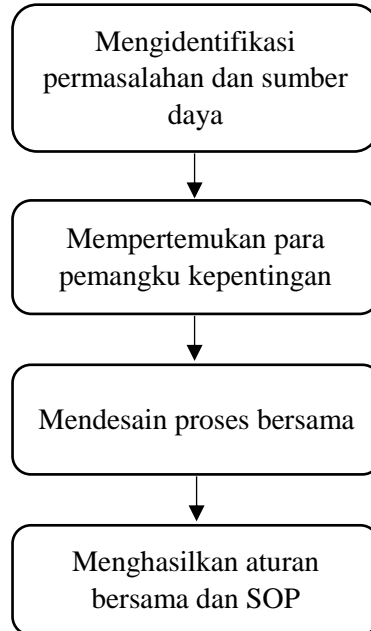 Mengidentifikasi
permasalahan dan sumber
daya
Mempertemukan para
pemangku kepentingan
Mendesain proses bersama
Menghasilkan aturan
bersama dan SOP